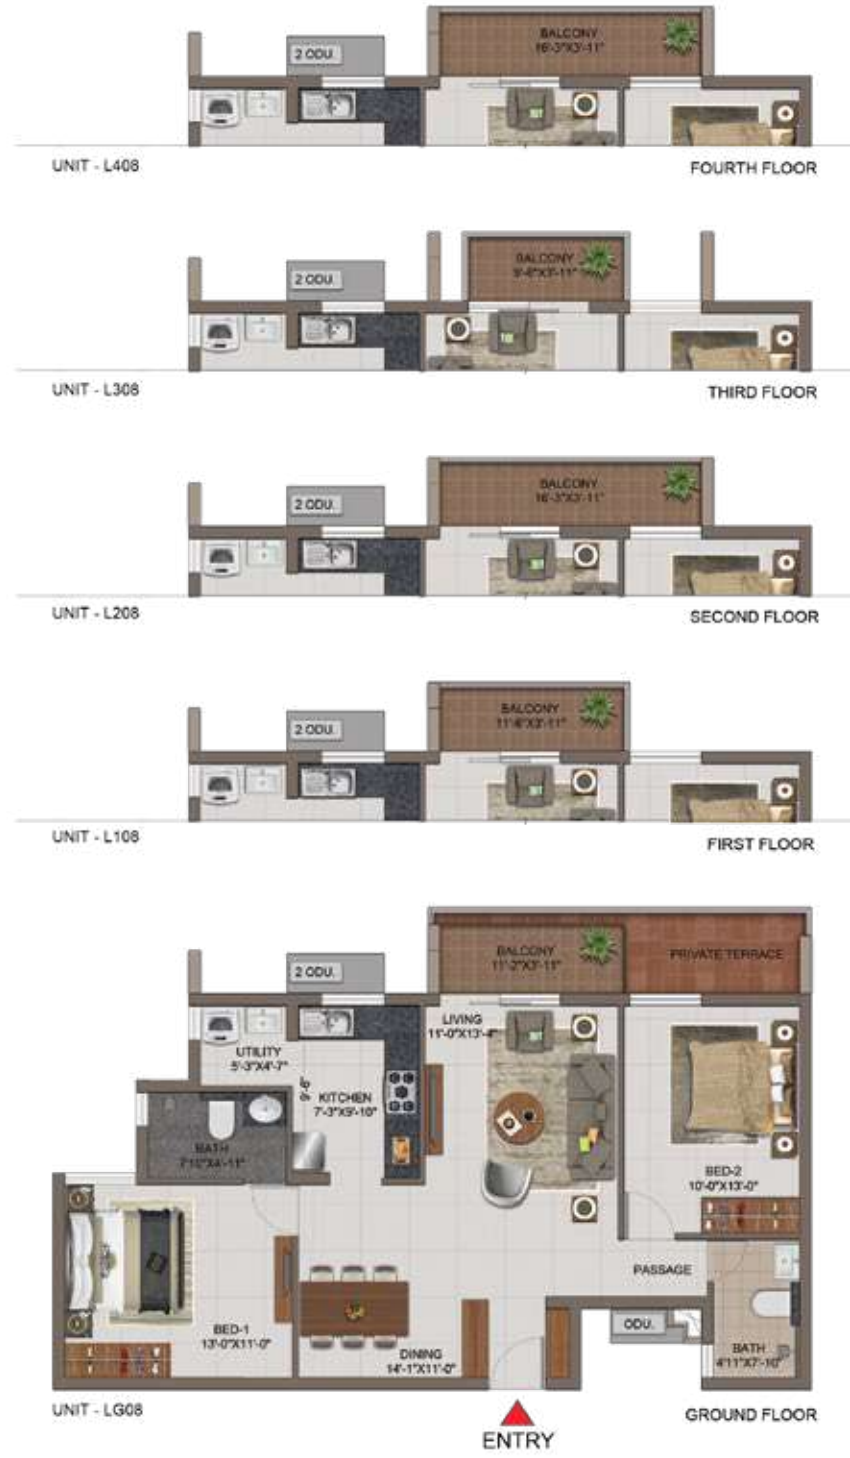 BALCONY
16'-3"X3'-11"
2 ODU.
UNIT - L408
FOURTH FLOOR
BALCONY
9'-6"X3'-11"
2 ODU.
UNIT - L308
THIRD FLOOR
BALCONY
16'-3"X3'-11"
2 ODU.
UNIT - L208
SECOND FLOOR
BALCONY
11'-6"X3'-11"
2 ODU.
UNIT - L108
FIRST FLOOR
BALCONY
11'-2"X3'-11"
PRIVATE TERRACE
2 ODU.
LIVING
11'-0"X13'-4"
UTILITY
5'-3"X4'-7"
9'-6"
KITCHEN
7'-3"X9'-10"
BATH
7'10"X4'-11"
BED-2
10'-0"X13'-0"
PASSAGE
ODU.
BED-1
13'-0"X11'-0"
DINING
14'-1"X11'-0"
BATH
4'11"X7'-10"
UNIT - LG08
GROUND FLOOR
ENTRY